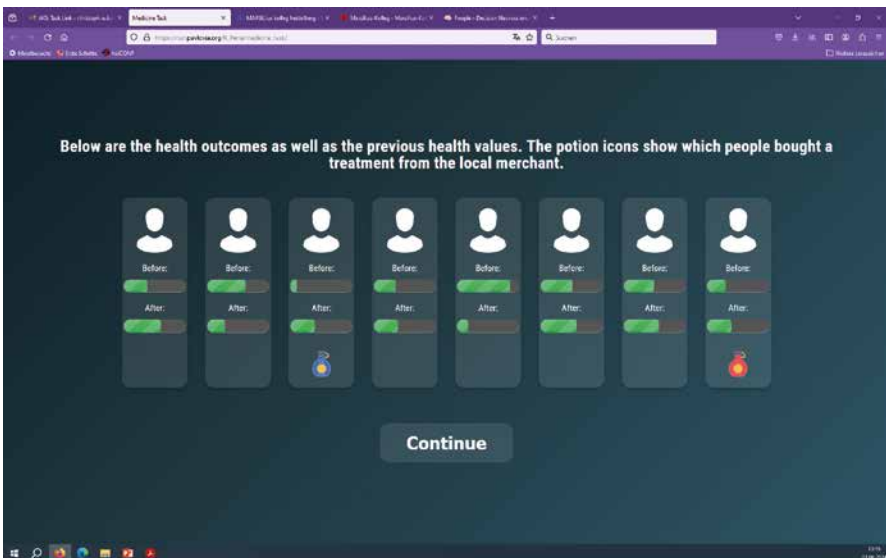 Medicine Task
Suchen
Below are the health outcomes as well as the previous health values. The potion icons show which people bought a
treatment from the local merchant.
Before: Before: Before: Before: Before: Before: Before: Before:
After: After: After: After: After: After: After: After:
Continue